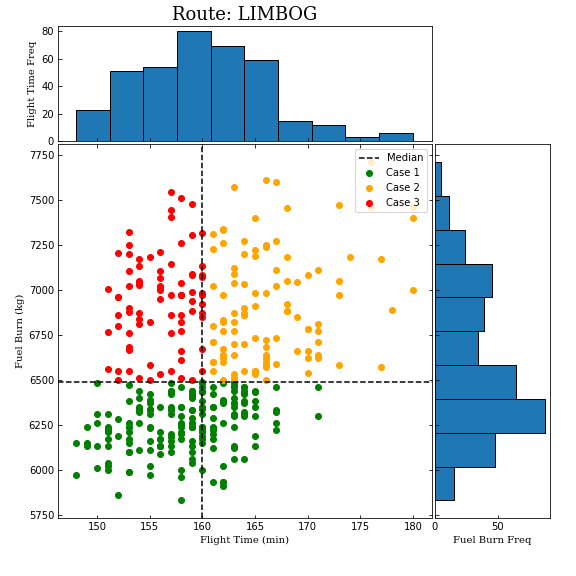 Route: LIMBOG
Flight Time Freq
80
60
40
20
0
Fuel Burn (kg)
7750
7500
7250
7000
6750
6500
6250
6000
5750
Median
Case 1
Case 2
Case 3
150 155 160 165 170 175 180
Flight Time (min)
0 50
Fuel Burn Freq